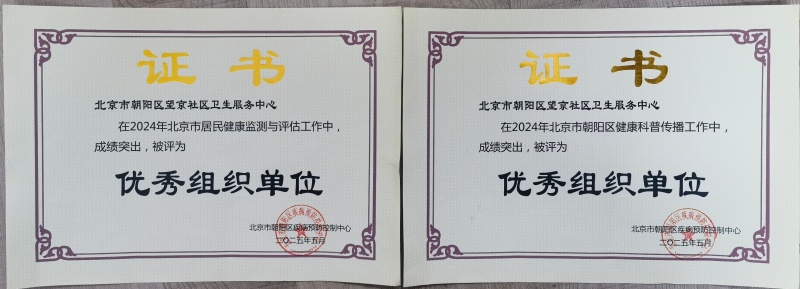 证书
北京市朝阳区望京社区卫生服务中心
在2024年北京市居民健康监测与评估工作中，
成绩突出，被评为
优秀组织单位
北京市朝阳区疾病预防控制中心
二〇二五年五月
证书
北京市朝阳区望京社区卫生服务中心
在2024年北京市朝阳区健康科普传播工作中，
成绩突出，被评为
优秀组织单位
北京市朝阳区疾病预防控制中心
二〇二五年五月